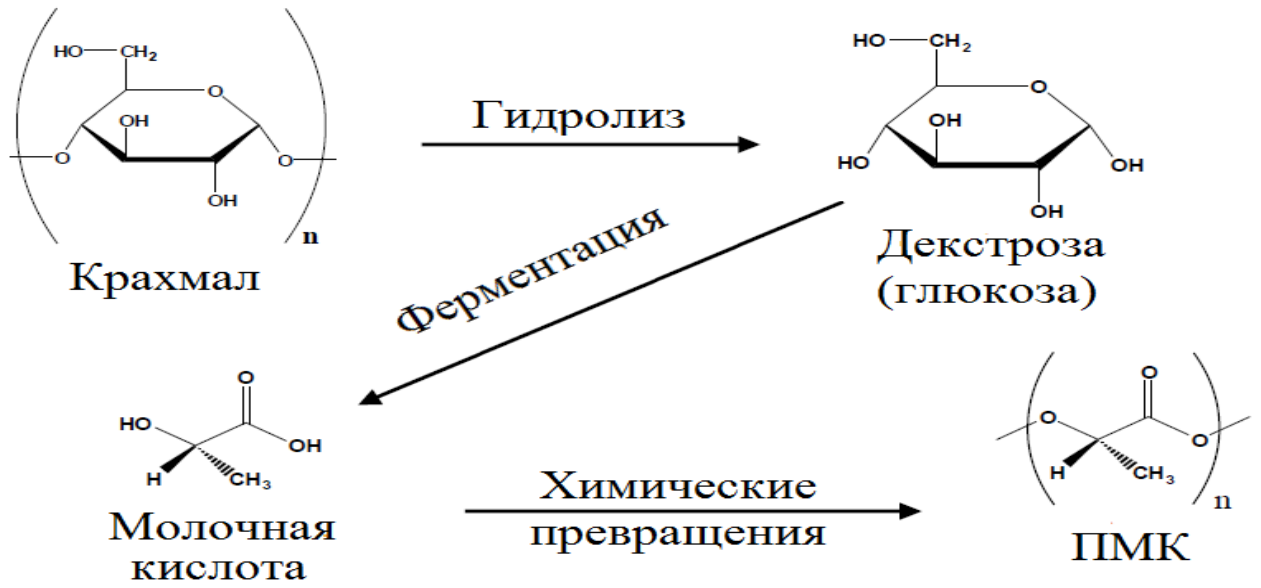 HO
CH2
O
OH
O
O
OH
n
Крахмал
Гидролиз
HO
CH2
O
OH
HO
OH
OH
Декстроза
(глюкоза)
Ферментация
O
HO
OH
H
CH3
Молочная
кислота
Химические
превращения
O
O
O
H
CH3
n
ПМК